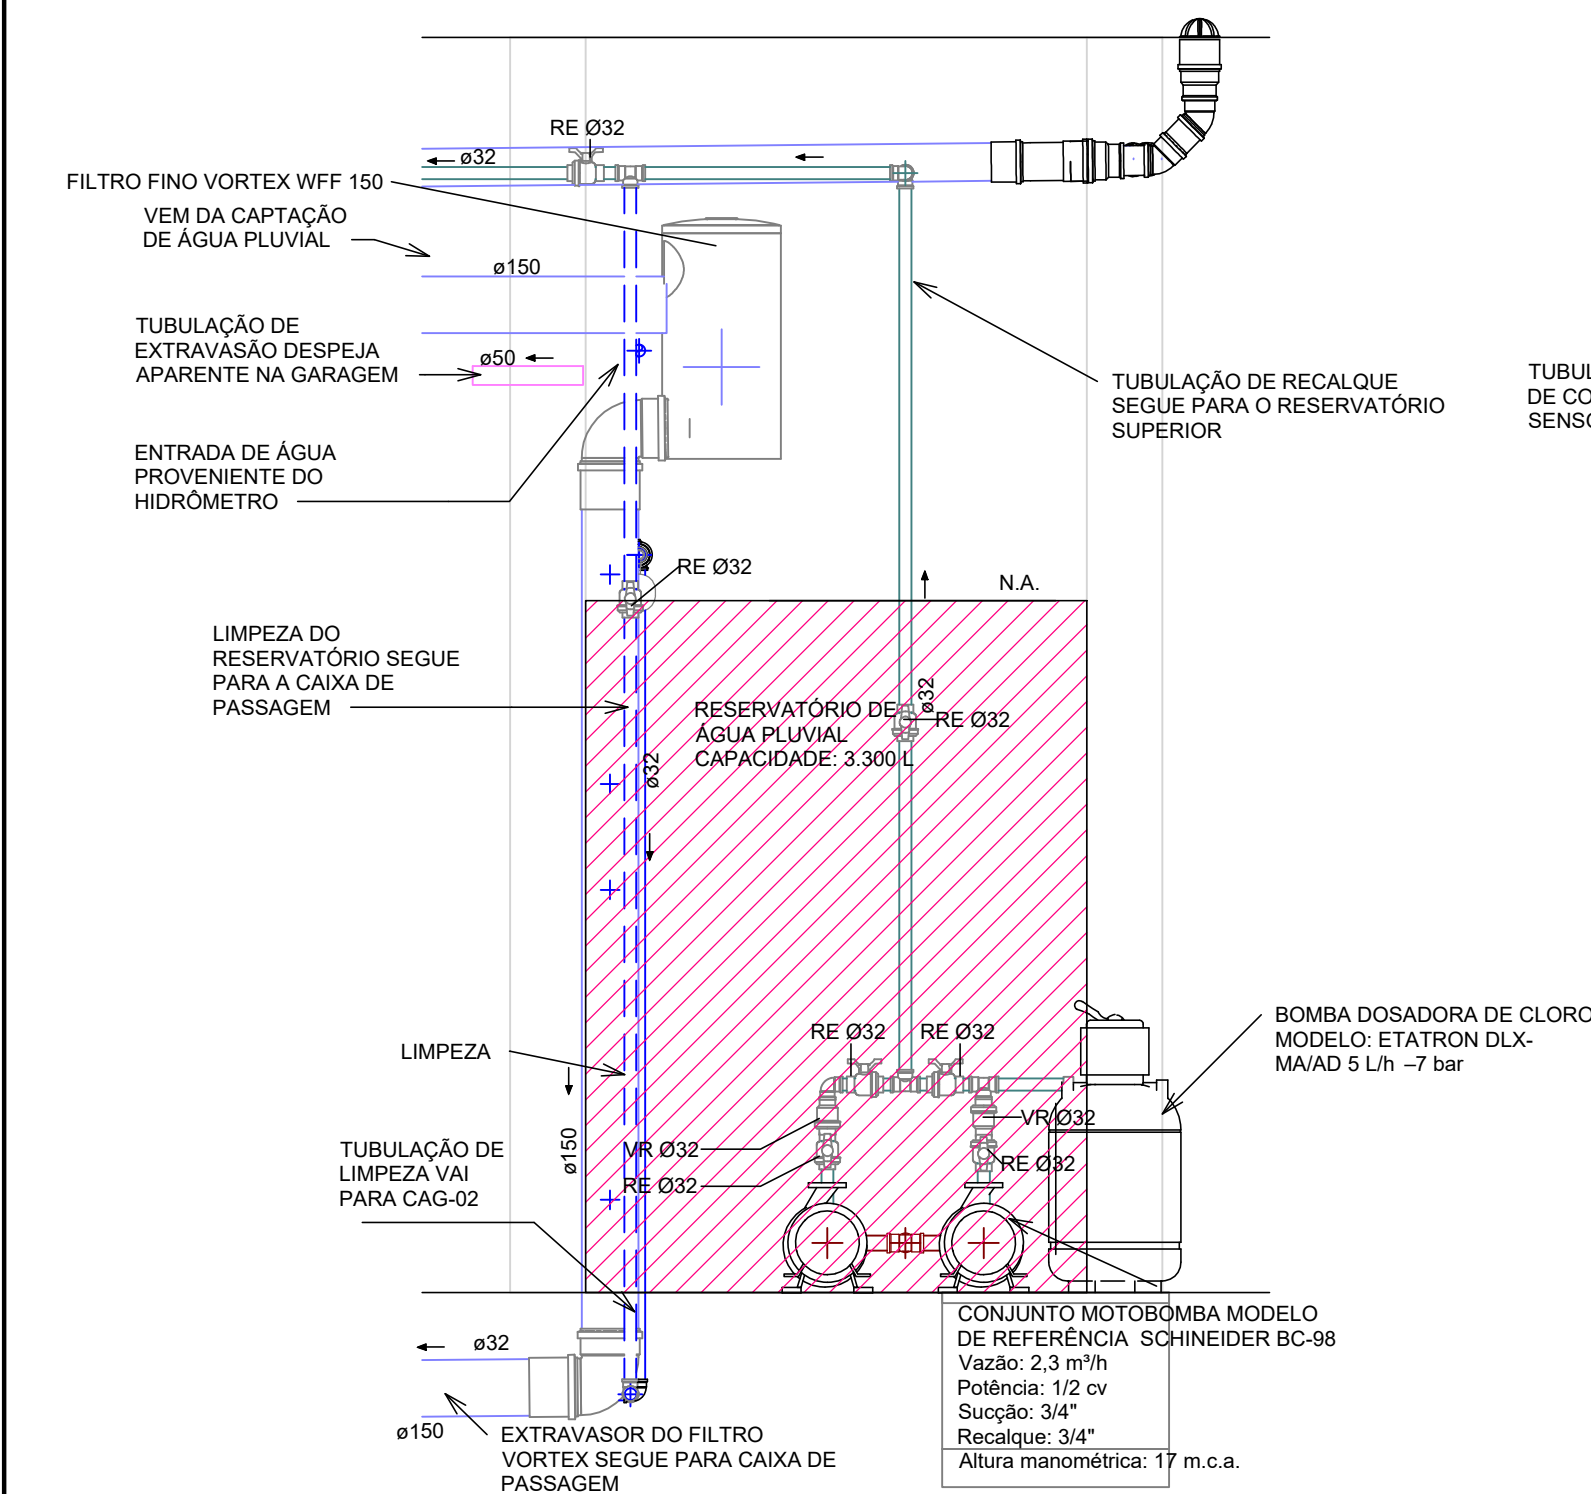 RE Ø32
ø32
FILTRO FINO VORTEX WFF 150
VEM DA CAPTAÇÃO
DE ÁGUA PLUVIAL
ø150
TUBULAÇÃO DE
EXTRAVASÃO DESPEJA
APARENTE NA GARAGEM
ø50
TUBULAÇÃO DE RECALQUE
SEGUE PARA O RESERVATÓRIO
SUPERIOR
TUBUL
DE CO
SENSO
ENTRADA DE ÁGUA
PROVENIENTE DO
HIDRÔMETRO
RE Ø32
N.A.
LIMPEZA DO
RESERVATÓRIO SEGUE
PARA A CAIXA DE
PASSAGEM
RESERVATÓRIO DE
ÁGUA PLUVIAL
CAPACIDADE: 3.300 L
ø32
RE Ø32
ø32
BOMBA DOSADORA DE CLORO
MODELO: ETATRON DLX-
MA/AD 5 L/h –7 bar
RE Ø32
RE Ø32
LIMPEZA
VR Ø32
VR Ø32
RE Ø32
RE Ø32
ø150
TUBULAÇÃO DE
LIMPEZA VAI
PARA CAG-02
CONJUNTO MOTOBOMBA MODELO
DE REFERÊNCIA SCHINEIDER BC-98
Vazão: 2,3 m³/h
Potência: 1/2 cv
Sucção: 3/4"
Recalque: 3/4"
Altura manométrica: 17 m.c.a.
ø32
ø150
EXTRAVASOR DO FILTRO
VORTEX SEGUE PARA CAIXA DE
PASSAGEM